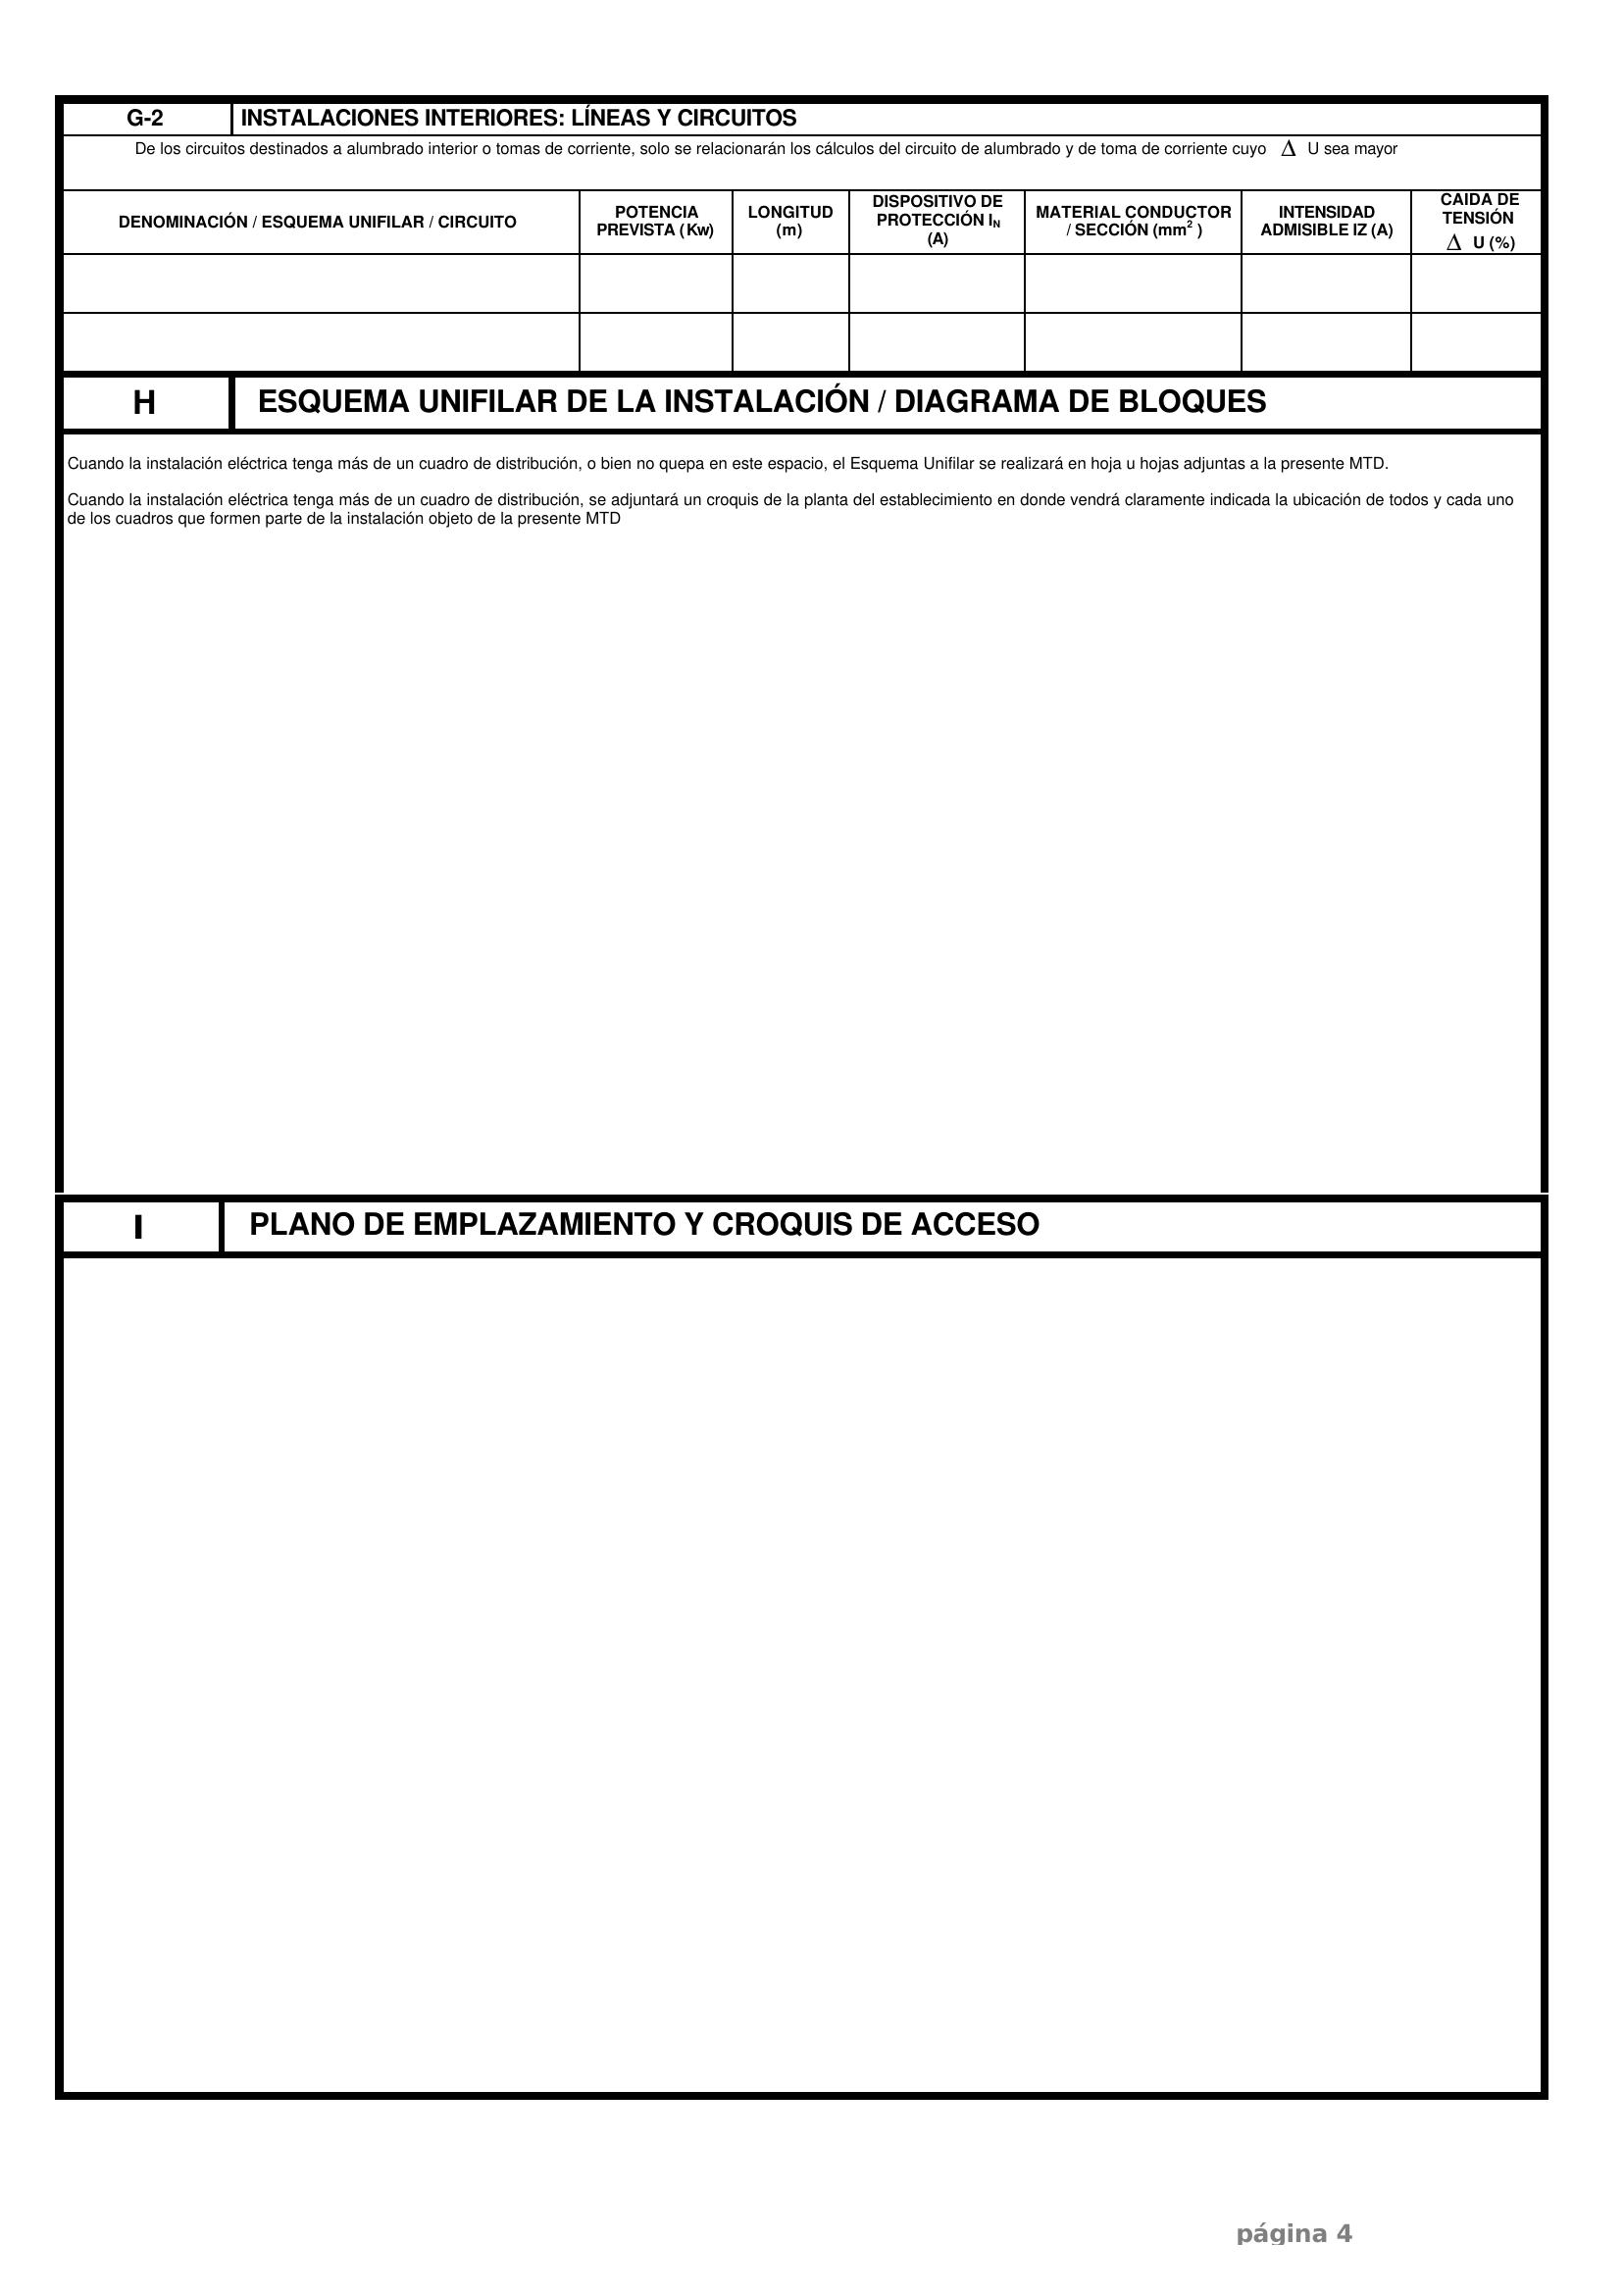 G-2 INSTALACIONES INTERIORES: LÍNEAS Y CIRCUITOS
De los circuitos destinados a alumbrado interior o tomas de corriente, solo se relacionarán los cálculos del circuito de alumbrado y de toma de corriente cuyo Δ U sea mayor
DENOMINACIÓN / ESQUEMA UNIFILAR / CIRCUITO
POTENCIA
PREVISTA (Kw)
LONGITUD
(m)
DISPOSITIVO DE
PROTECCIÓN IN
(A)
MATERIAL CONDUCTOR
/ SECCIÓN (mm2 )
INTENSIDAD
ADMISIBLE IZ (A)
CAIDA DE
TENSIÓN
Δ U (%)
H ESQUEMA UNIFILAR DE LA INSTALACIÓN / DIAGRAMA DE BLOQUES
Cuando la instalación eléctrica tenga más de un cuadro de distribución, o bien no quepa en este espacio, el Esquema Unifilar se realizará en hoja u hojas adjuntas a la presente MTD.
Cuando la instalación eléctrica tenga más de un cuadro de distribución, se adjuntará un croquis de la planta del establecimiento en donde vendrá claramente indicada la ubicación de todos y cada uno
de los cuadros que formen parte de la instalación objeto de la presente MTD
I PLANO DE EMPLAZAMIENTO Y CROQUIS DE ACCESO
página 4